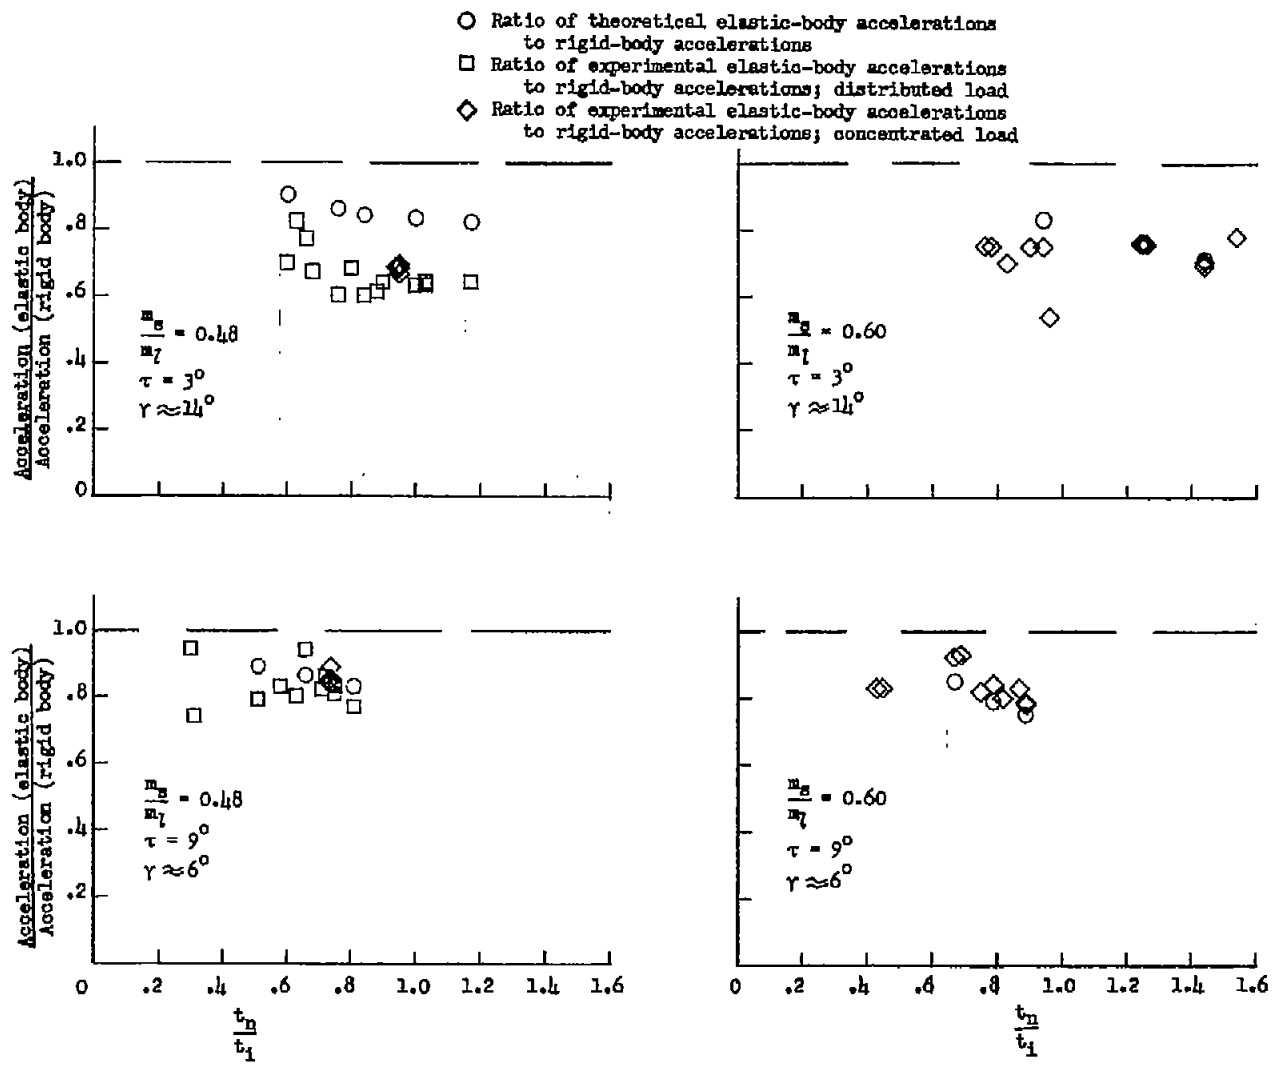 ○ Ratio of theoretical elastic-body accelerations
to rigid-body accelerations
□ Ratio of experimental elastic-body accelerations
to rigid-body accelerations; distributed load
◇ Ratio of experimental elastic-body accelerations
to rigid-body accelerations; concentrated load
Acceleration (elastic body)
Acceleration (rigid body)
1.0
.8
.6
.4
.2
0
m_s
m_l
= 0.48
τ = 3°
γ ≈ 14°
m_s
m_l
= 0.60
τ = 3°
γ ≈ 14°
Acceleration (elastic body)
Acceleration (rigid body)
1.0
.8
.6
.4
.2
m_s
m_l
= 0.48
τ = 9°
γ ≈ 6°
0 .2 .4 .6 .8 1.0 1.2 1.4 1.6
t_n
t_i
m_s
m_l
= 0.60
τ = 9°
γ ≈ 6°
0 .2 .4 .6 .8 1.0 1.2 1.4 1.6
t_n
t_i